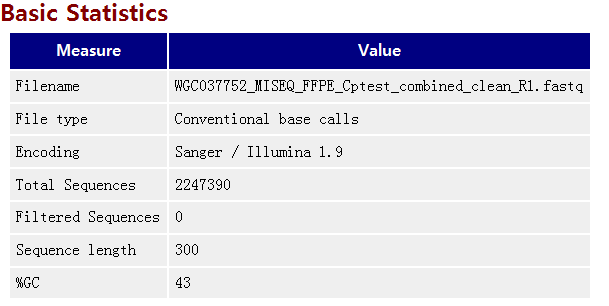 Basic Statistics
Measure Value
Filename WGC037752_MISEQ_FFPE_Cptest_combined_clean_R1.fastq
File type Conventional base calls
Encoding Sanger / Illumina 1.9
Total Sequences 2247390
Filtered Sequences 0
Sequence length 300
%GC 43